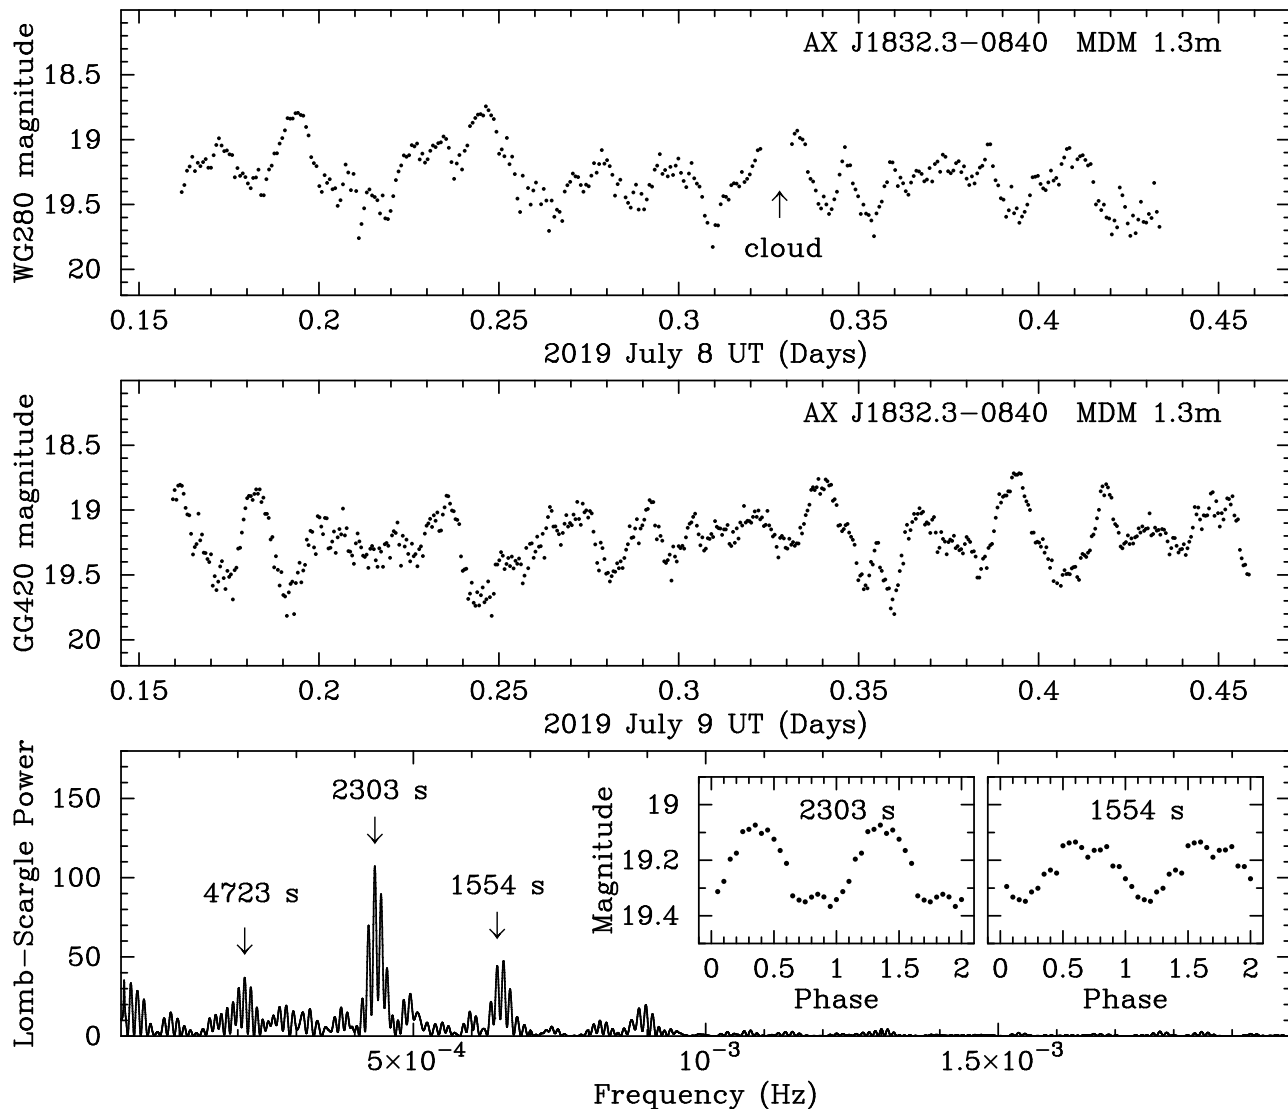 AX J1832.3−0840 MDM 1.3m
WG280 magnitude
18.5
19
19.5
20
cloud
0.15 0.2 0.25 0.3 0.35 0.4 0.45
2019 July 8 UT (Days)
AX J1832.3−0840 MDM 1.3m
GG420 magnitude
18.5
19
19.5
20
0.15 0.2 0.25 0.3 0.35 0.4 0.45
2019 July 9 UT (Days)
Lomb−Scargle Power
150
100
50
0
4723 s
2303 s
1554 s
5×10⁻⁴ 10⁻³ 1.5×10⁻³
Frequency (Hz)
Magnitude
19
19.2
19.4
2303 s
0 0.5 1 1.5 2
Phase
1554 s
0 0.5 1 1.5 2
Phase